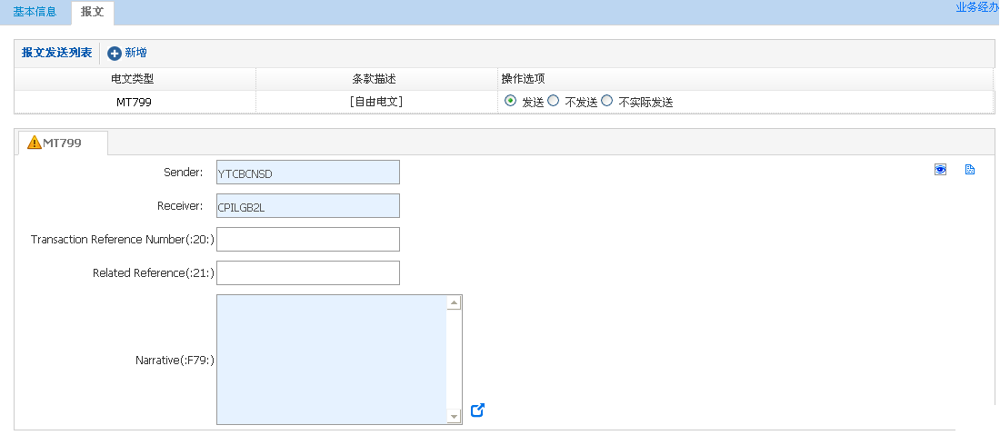 基本信息 报文 业务经办
报文发送列表 新增
电文类型 条款描述 操作选项
MT799 [自由电文] 发送 不发送 不实际发送
MT799
Sender: YTCBCNSD
Receiver: CPILGB2L
Transaction Reference Number(:20:)
Related Reference(:21:)
Narrative(:F79:)